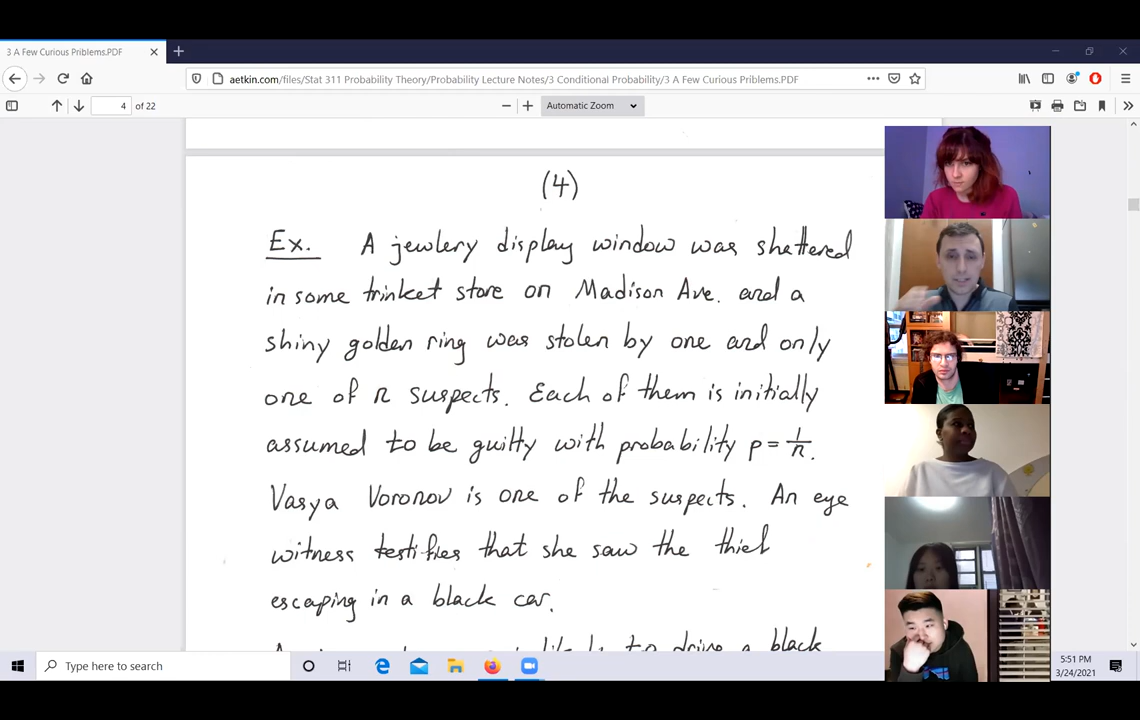 3 A Few Curious Priblems.PDF
aetkin.com/files/Stat 311 Probability Theory/Probability Lecture Notes/3 Conditional Probability/3 A Few Curious Priblems.PDF
4 of 22
Automatic Zoom
(4)
Ex. A jewlery display window was shattered
in some trinket store on Madison Ave. and a
shiny golden ring was stolen by one and only
one of n suspects. Each of them is initially
assumed to be guilty with probability p = 1/n.
Vasya Voronov is one of the suspects. An eye
witness testifies that she saw the thief
escaping in a black car.
to drive a black
Type here to search
5:51 PM
3/24/2021